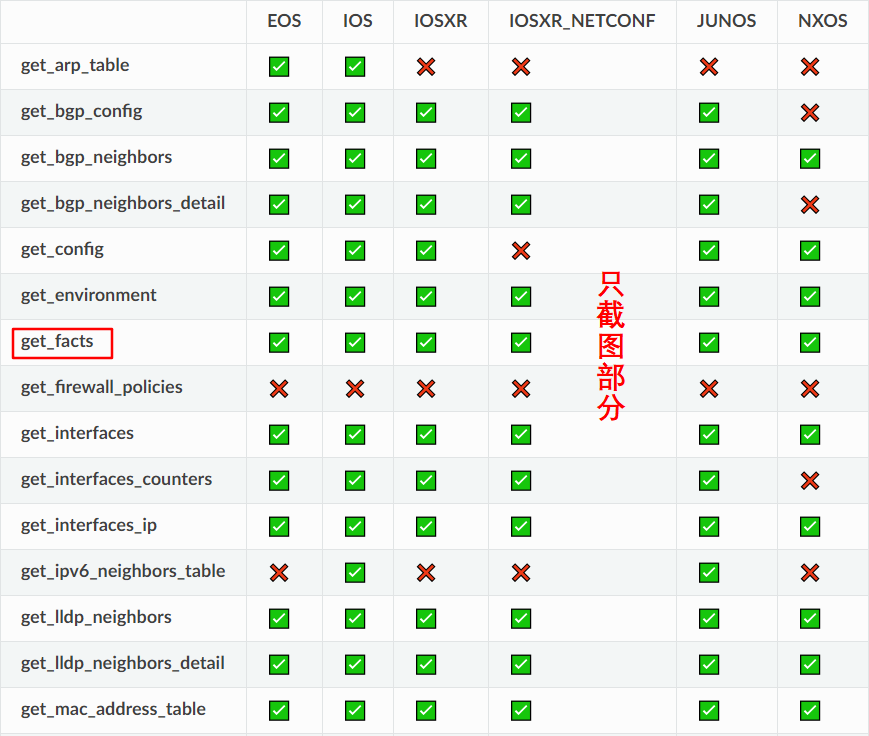 EOS IOS IOSXR IOSXR_NETCONF JUNOS NXOS
get_arp_table ✅ ✅ ❌ ❌ ❌ ❌
get_bgp_config ✅ ✅ ✅ ✅ ✅ ❌
get_bgp_neighbors ✅ ✅ ✅ ✅ ✅ ✅
get_bgp_neighbors_detail ✅ ✅ ✅ ✅ ✅ ❌
get_config ✅ ✅ ✅ ❌ ✅ ✅
get_environment ✅ ✅ ✅ ✅ ✅ ✅
get_facts ✅ ✅ ✅ ✅ ✅ ✅
get_firewall_policies ❌ ❌ ❌ ❌ ❌ ❌
get_interfaces ✅ ✅ ✅ ✅ ✅ ✅
get_interfaces_counters ✅ ✅ ✅ ✅ ✅ ❌
get_interfaces_ip ✅ ✅ ✅ ✅ ✅ ✅
get_ipv6_neighbors_table ❌ ✅ ❌ ❌ ✅ ❌
get_lldp_neighbors ✅ ✅ ✅ ✅ ✅ ✅
get_lldp_neighbors_detail ✅ ✅ ✅ ✅ ✅ ✅
get_mac_address_table ✅ ✅ ✅ ✅ ✅ ✅
只截图部分